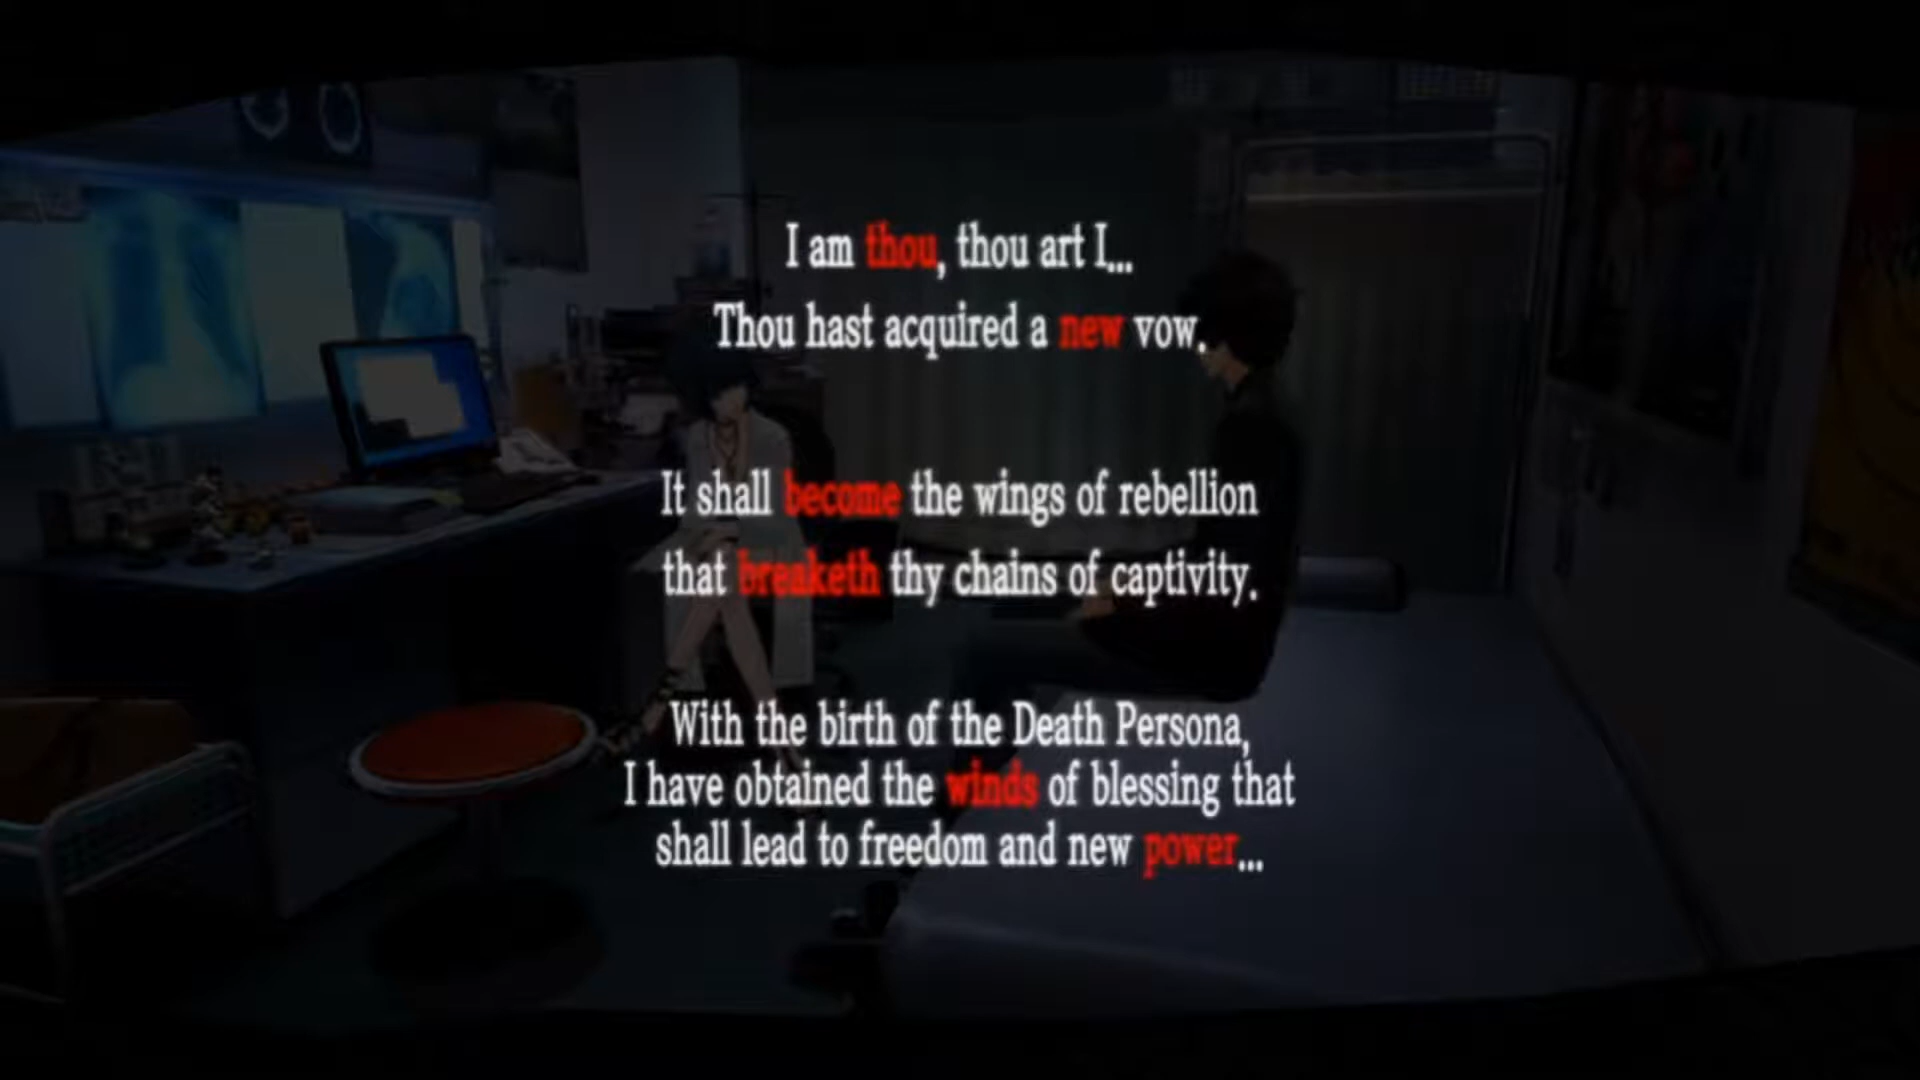 I am thou, thou art I...
Thou hast acquired a new vow.
It shall become the wings of rebellion
that breaketh thy chains of captivity.
With the birth of the Death Persona,
I have obtained the winds of blessing that
shall lead to freedom and new power...